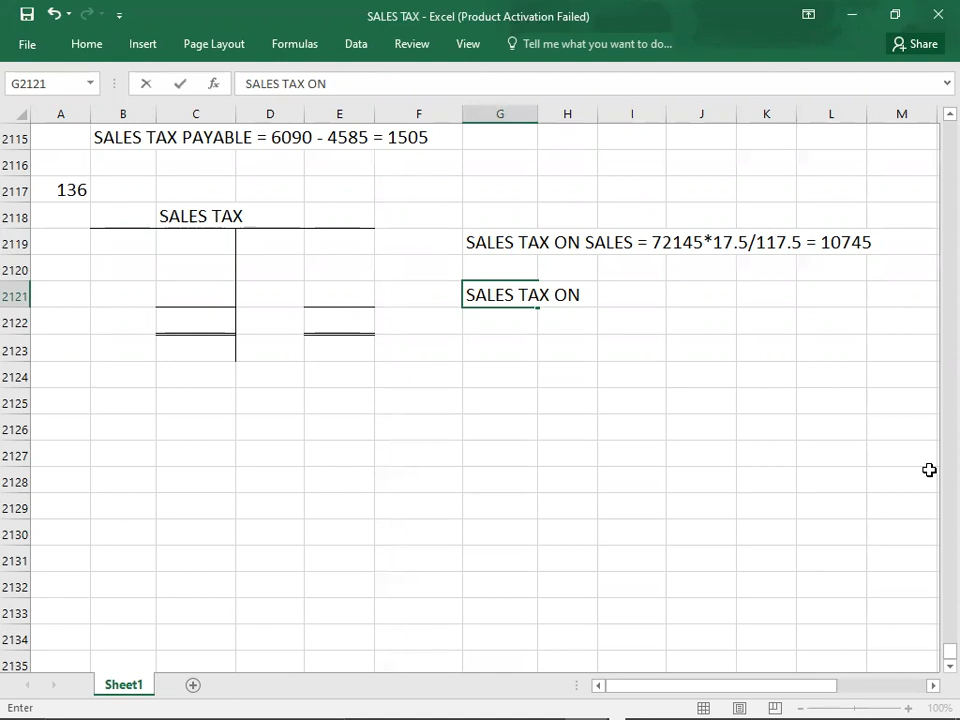 SALES TAX - Excel (Product Activation Failed)
File Home Insert Page Layout Formulas Data Review View Tell me what you want to do... Share
G2121 fx SALES TAX ON
A B C D E F G H I J K L M
2115 SALES TAX PAYABLE = 6090 - 4585 = 1505
2116
2117 136
2118 SALES TAX
2119 SALES TAX ON SALES = 72145*17.5/117.5 = 10745
2120
2121 SALES TAX ON
2122
2123
2124
2125
2126
2127
2128
2129
2130
2131
2132
2133
2134
2135
Sheet1
Enter 100%